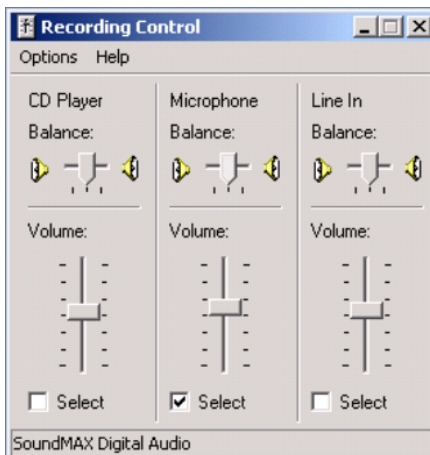 Recording Control
Options Help
CD Player
Balance:
Volume:
Select
Microphone
Balance:
Volume:
Select
Line In
Balance:
Volume:
Select
SoundMAX Digital Audio